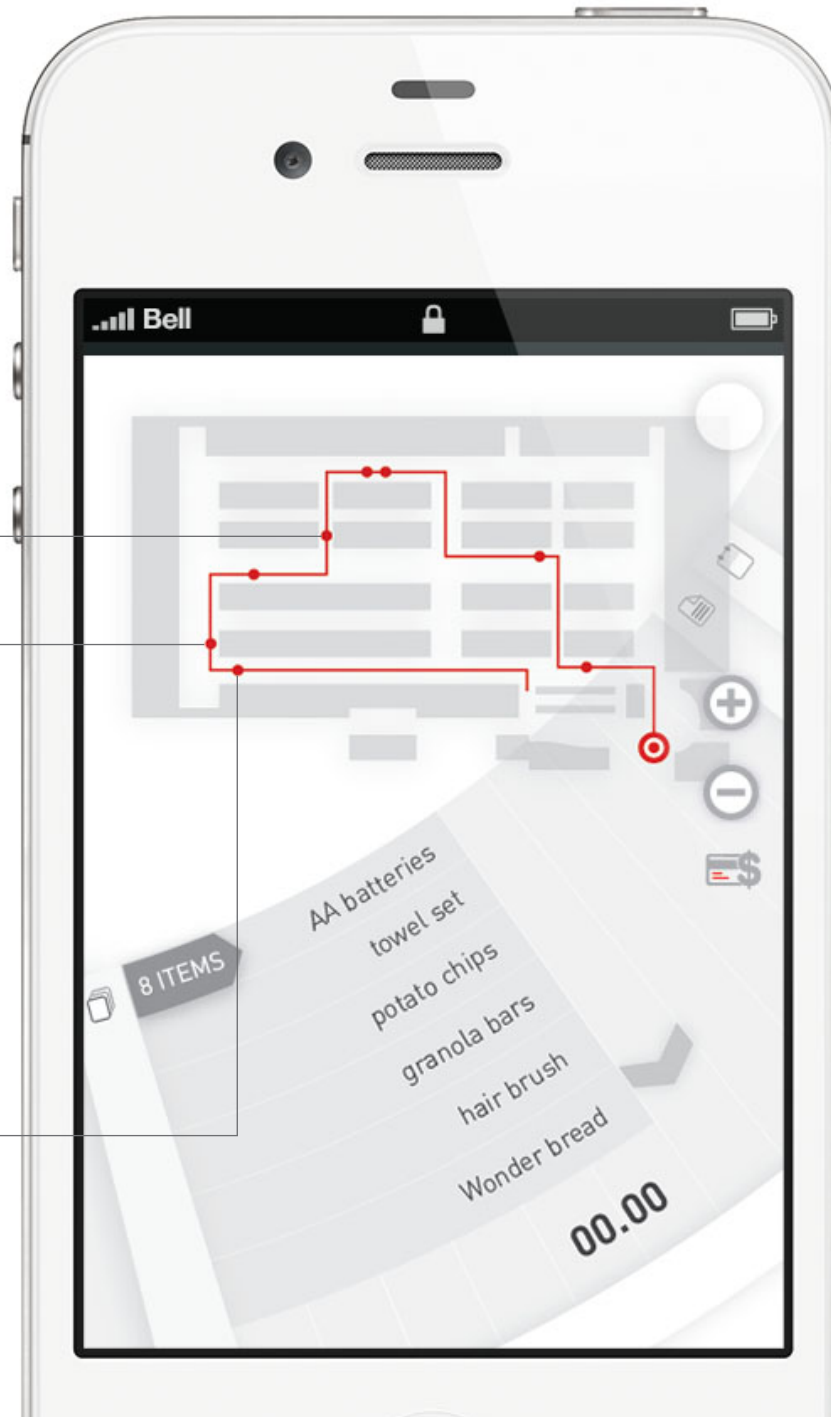 Bell
AA batteries
towel set
8 ITEMS
potato chips
granola bars
hair brush
Wonder bread
00.00
$